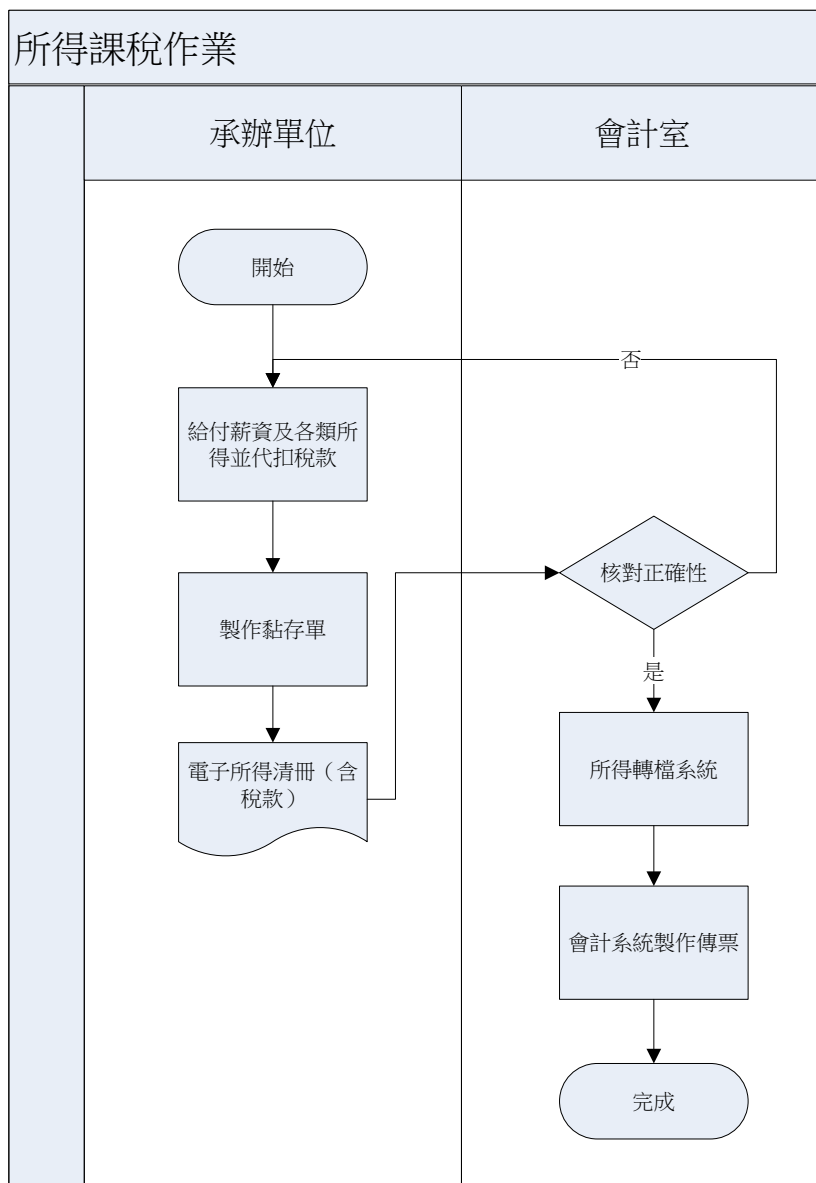 所得課稅作業
承辦單位
會計室
開始
否
給付薪資及各類所
得並代扣稅款
核對正確性
製作黏存單
是
電子所得清冊（含
稅款）
所得轉檔系統
會計系統製作傳票
完成